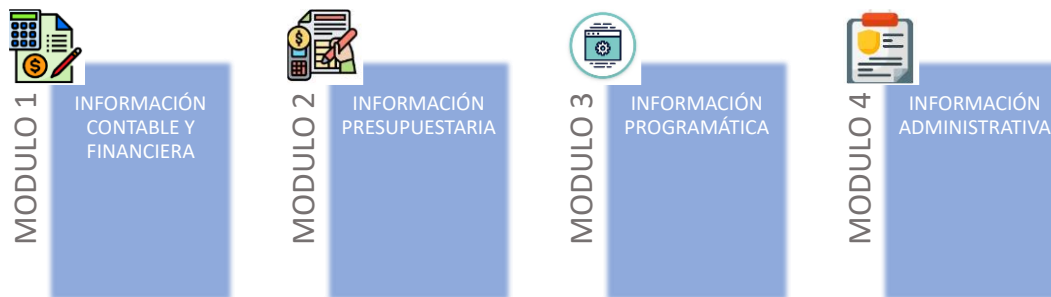 MODULO 1
INFORMACIÓN
CONTABLE Y
FINANCIERA
MODULO 2
INFORMACIÓN
PRESUPUESTARIA
MODULO 3
INFORMACIÓN
PROGRAMÁTICA
MODULO 4
INFORMACIÓN
ADMINISTRATIVA